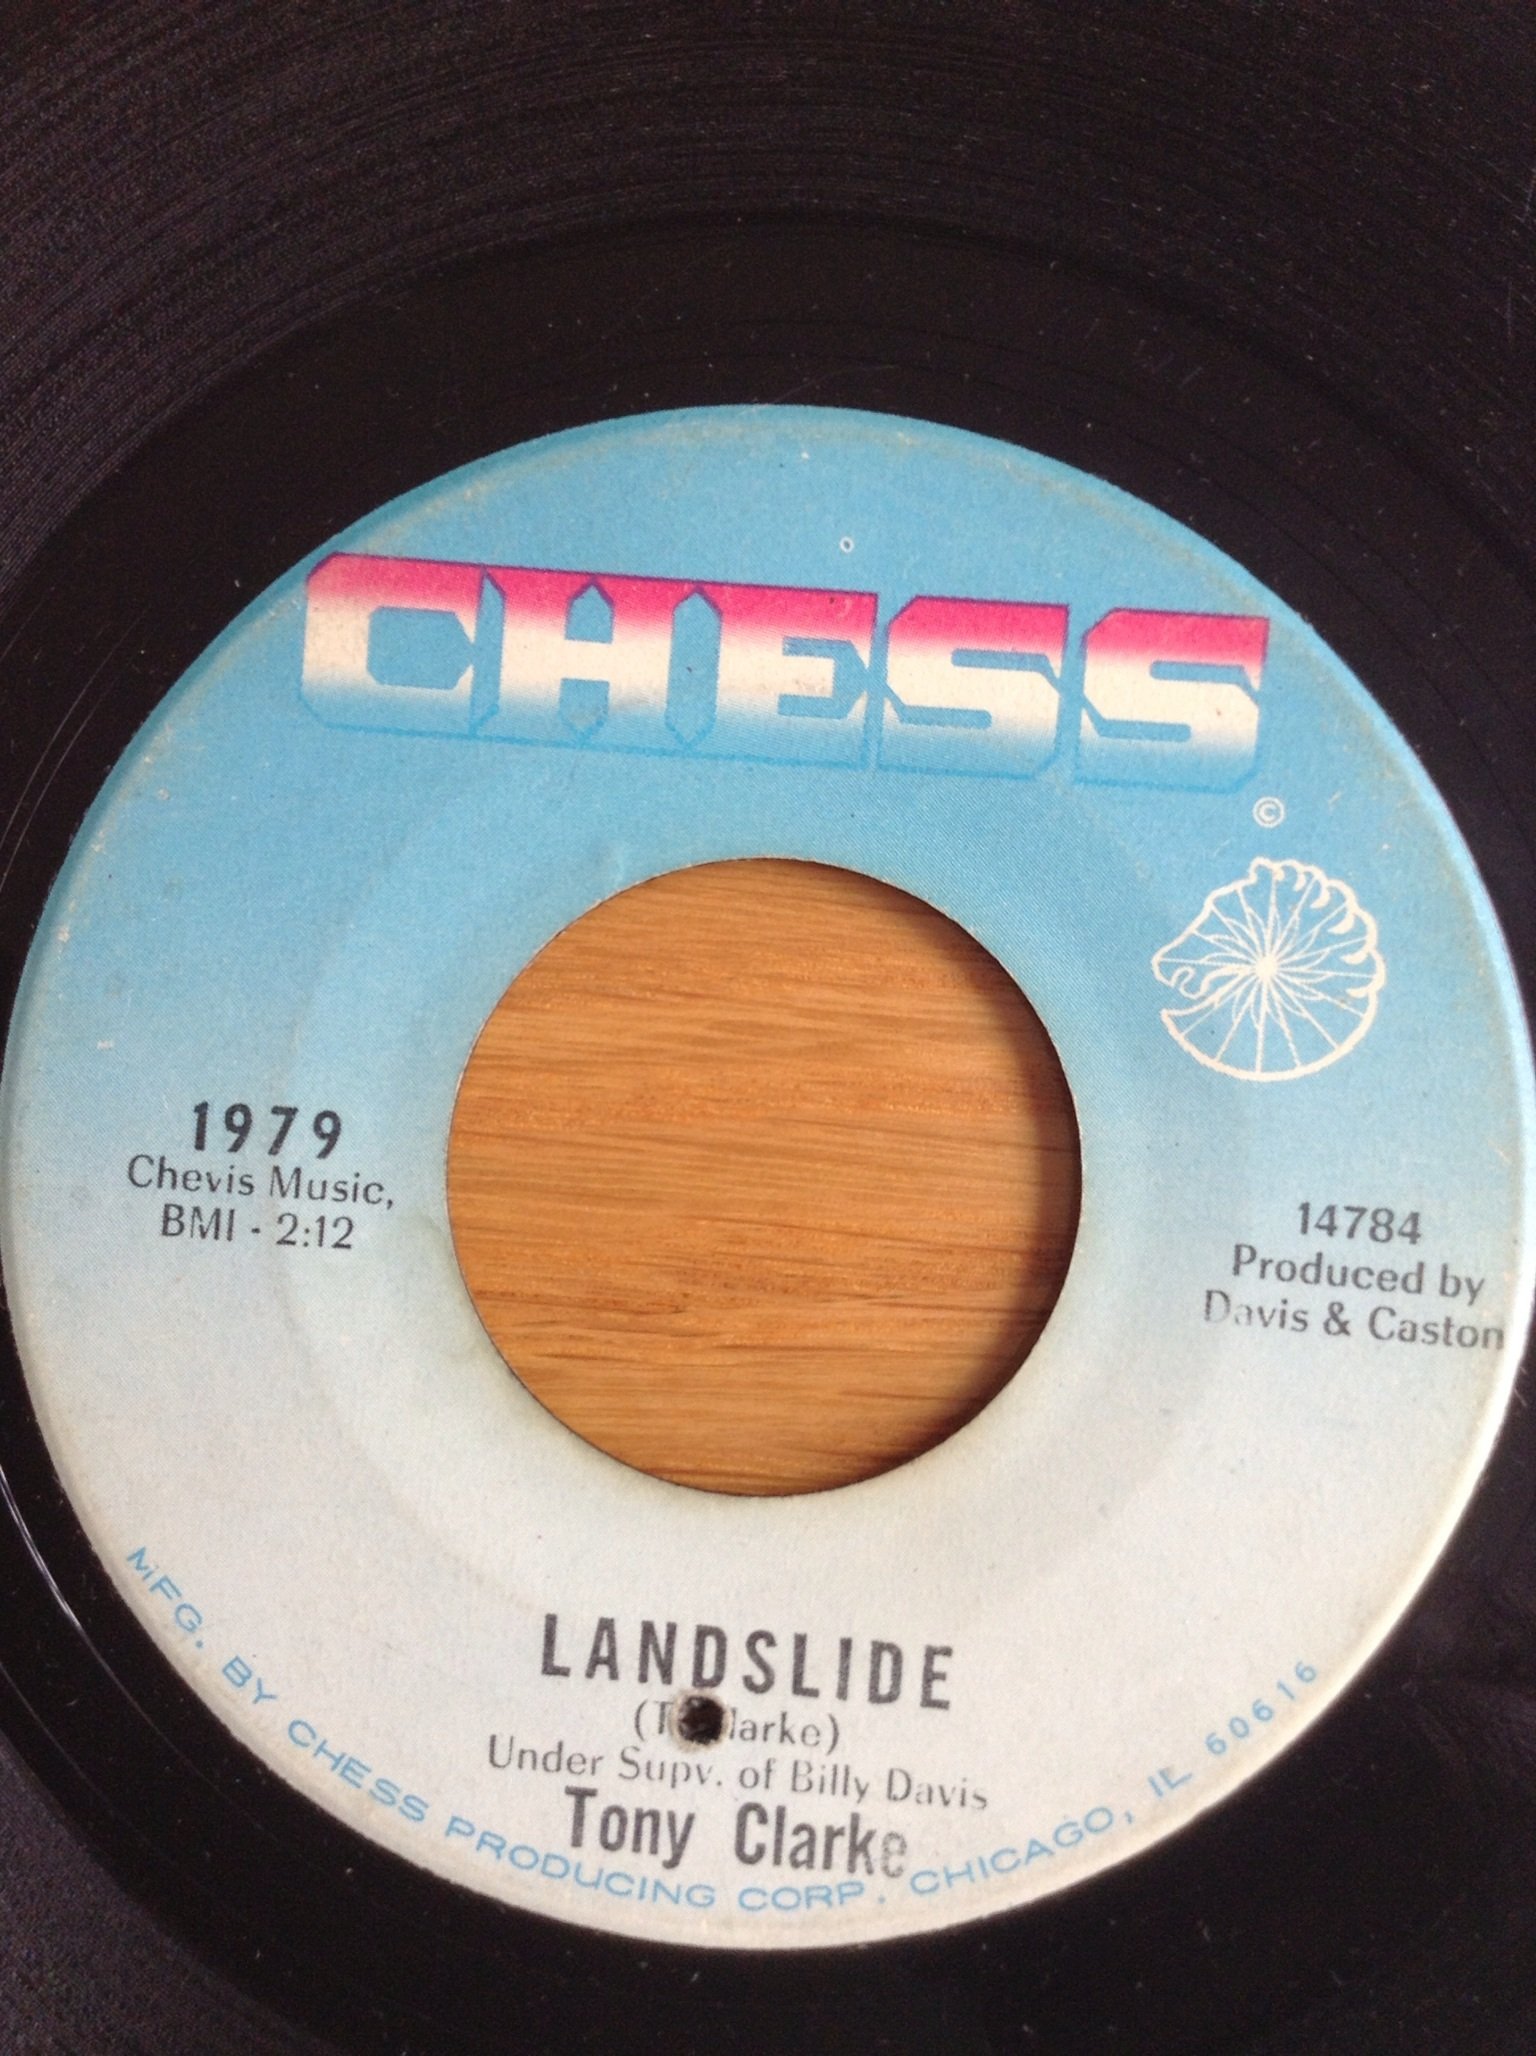 CHESS
©
1979
Chevis Music,
BMI - 2:12
14784
Produced by
Davis & Caston
LANDSLIDE
larke)
Under Supv. of Billy Davis
Tony Clarke
MFG. BY CHESS PRODUCING CORP. CHICAGO, IL 60616